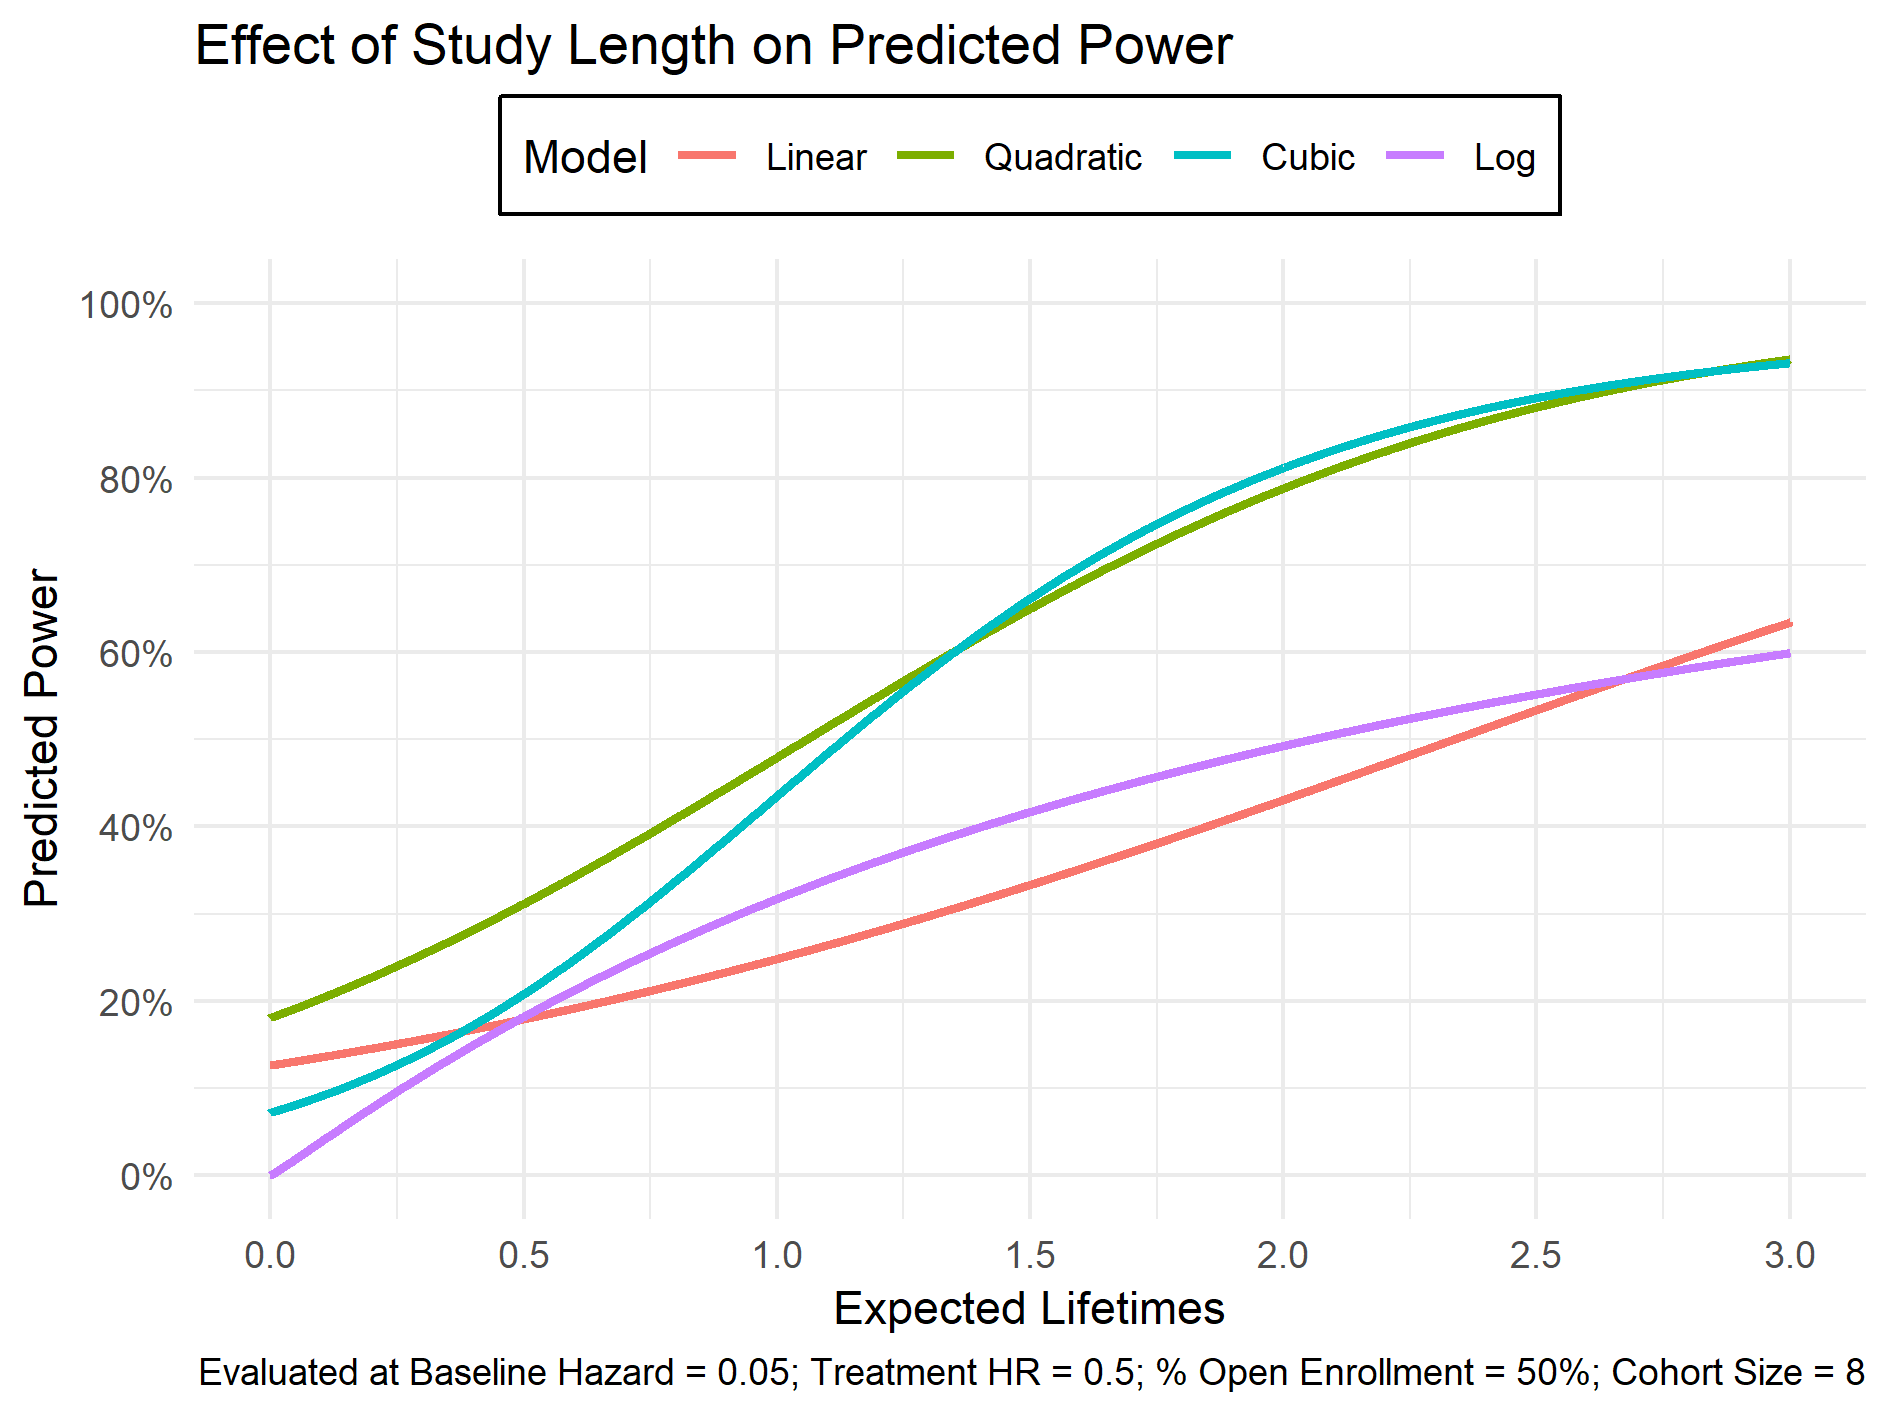 Effect of Study Length on Predicted Power
Model Linear Quadratic Cubic Log
100%
80%
60%
40%
20%
0%
Predicted Power
0.0 0.5 1.0 1.5 2.0 2.5 3.0
Expected Lifetimes
Evaluated at Baseline Hazard = 0.05; Treatment HR = 0.5; % Open Enrollment = 50%; Cohort Size = 8